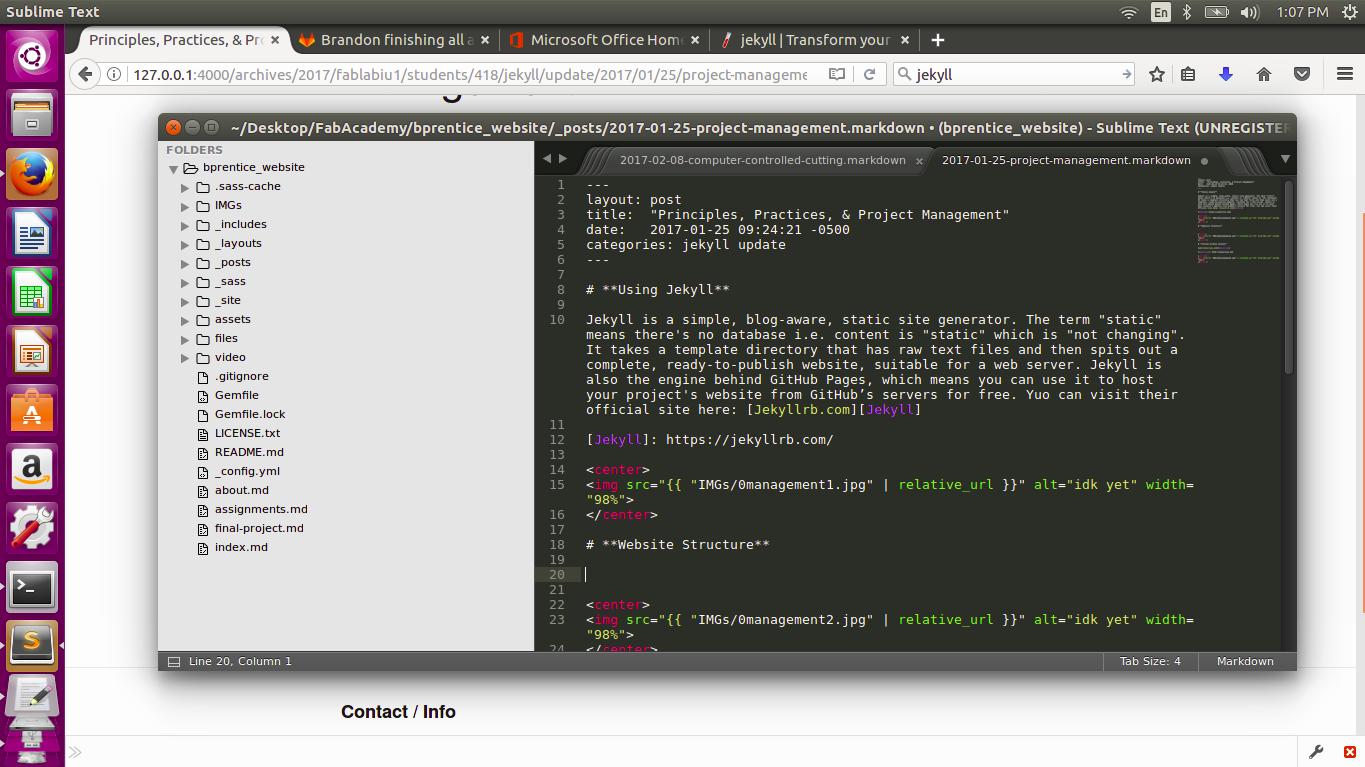 Sublime Text
En
1:07 PM
Principles, Practices, & Pr
Brandon finishing all a
Microsoft Office Home
jekyll | Transform your
127.0.0.1:4000/archives/2017/fablabiu1/students/418/jekyll/update/2017/01/25/project-manageme
jekyll
~/Desktop/FabAcademy/bprentice_website/_posts/2017-01-25-project-management.markdown • (bprentice_website) - Sublime Text (UNREGISTER
FOLDERS
bprentice_website
.sass-cache
IMGs
_includes
_layouts
_posts
_sass
_site
assets
files
video
.gitignore
Gemfile
Gemfile.lock
LICENSE.txt
README.md
_config.yml
about.md
assignments.md
final-project.md
index.md
2017-02-08-computer-controlled-cutting.markdown
2017-01-25-project-management.markdown
1 ---
2 layout: post
3 title:  "Principles, Practices, & Project Management"
4 date:   2017-01-25 09:24:21 -0500
5 categories: jekyll update
6 ---
7
8 # **Using Jekyll**
9
10 Jekyll is a simple, blog-aware, static site generator. The term "static"
means there's no database i.e. content is "static" which is "not changing".
It takes a template directory that has raw text files and then spits out a
complete, ready-to-publish website, suitable for a web server. Jekyll is
also the engine behind GitHub Pages, which means you can use it to host
your project's website from GitHub’s servers for free. Yuo can visit their
official site here: [Jekyllrb.com][Jekyll]
11
12 [Jekyll]: https://jekyllrb.com/
13
14 <center>
15 <img src="{{ "IMGs/0management1.jpg" | relative_url }}" alt="idk yet" width=
"98%">
16 </center>
17
18 # **Website Structure**
19
20
21
22 <center>
23 <img src="{{ "IMGs/0management2.jpg" | relative_url }}" alt="idk yet" width=
"98%">
24 </center>
Line 20, Column 1
Tab Size: 4
Markdown
Contact / Info